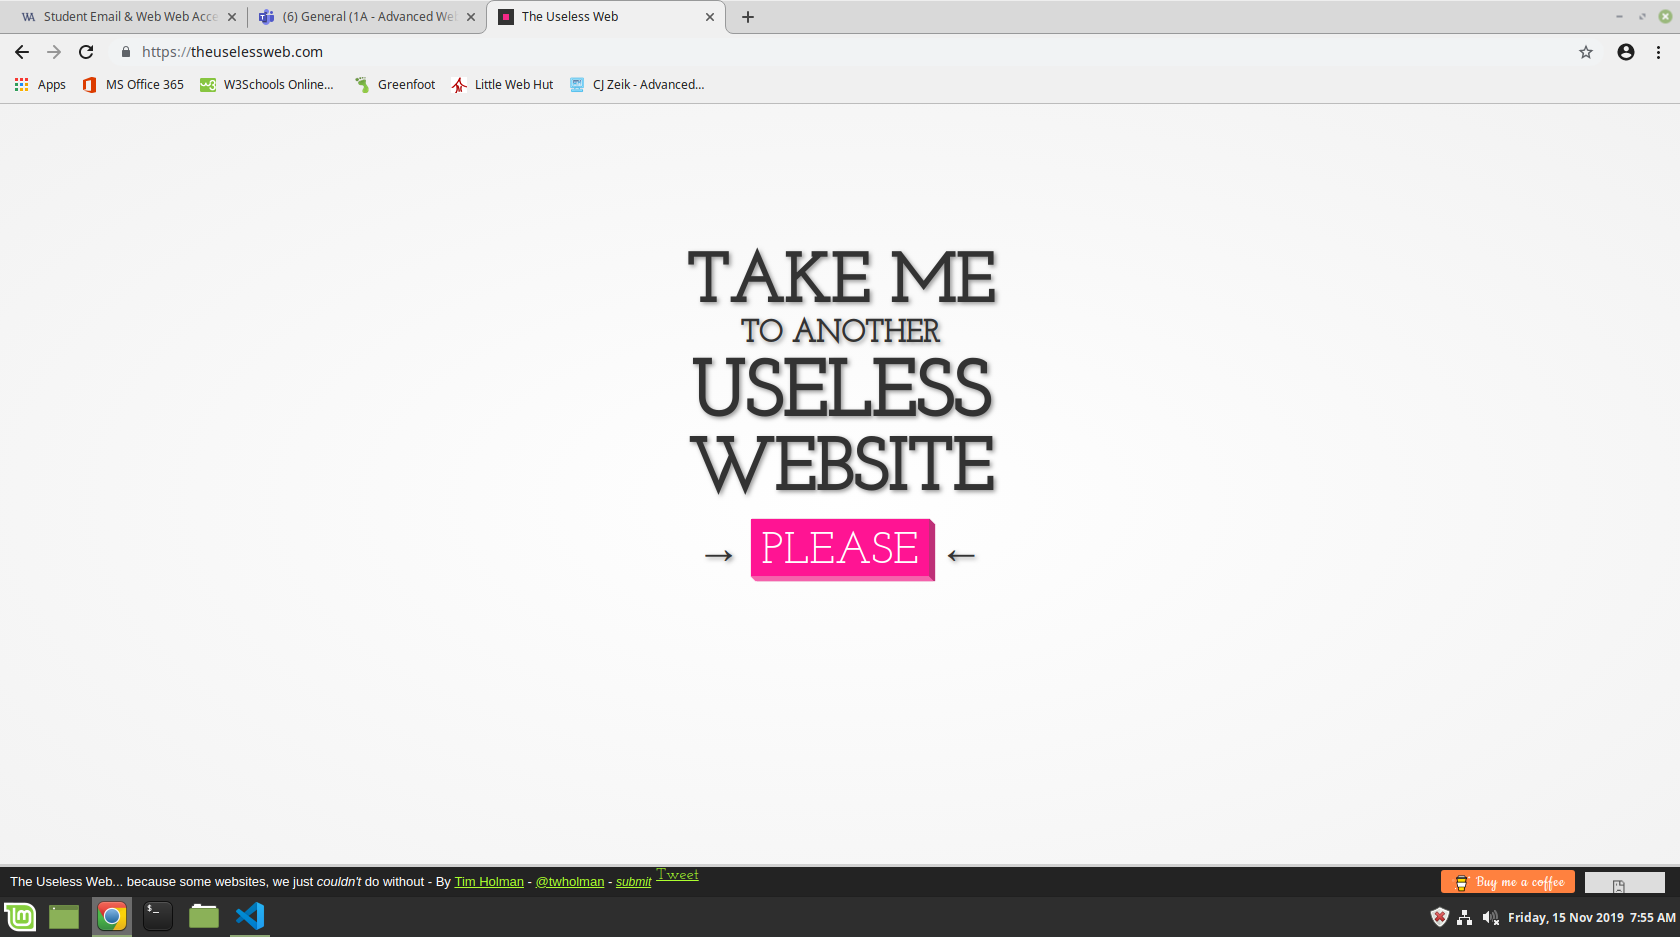 Student Email & Web Web Acce
(6) General (1A - Advanced Wel
The Useless Web
https://theuselessweb.com
Apps
MS Office 365
W3Schools Online...
Greenfoot
Little Web Hut
CJ Zeik - Advanced...
TAKE ME
TO ANOTHER
USELESS
WEBSITE
→ PLEASE ←
The Useless Web... because some websites, we just couldn't do without - By Tim Holman - @twholman - submit Tweet
Buy me a coffee
Friday, 15 Nov 2019 7:55 AM